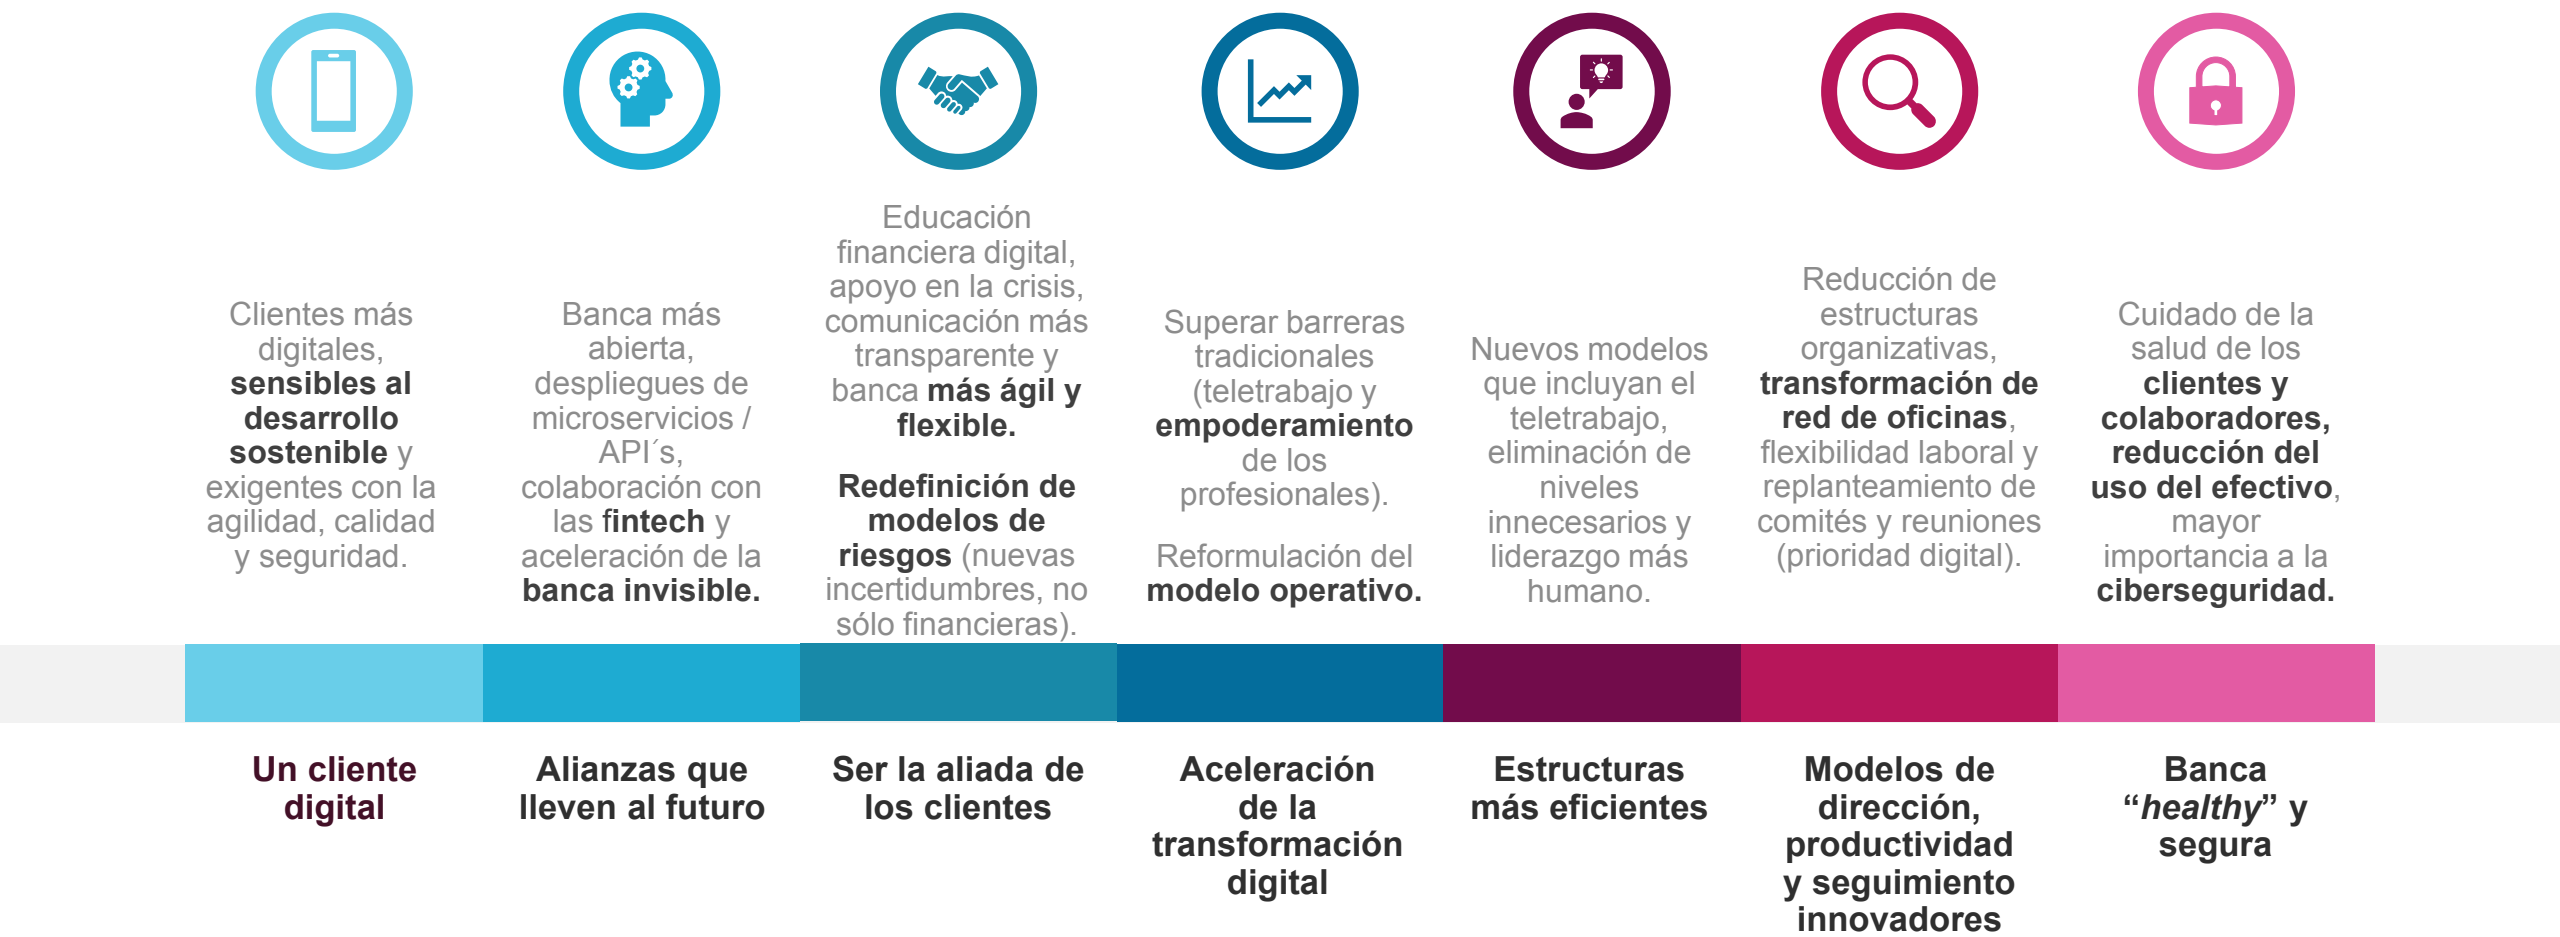 Clientes más
digitales,
sensibles al
desarrollo
sostenible y
exigentes con la
agilidad, calidad
y seguridad.
Banca más
abierta,
despliegues de
microservicios /
API´s,
colaboración con
las fintech y
aceleración de la
banca invisible.
Educación
financiera digital,
apoyo en la crisis,
comunicación más
transparente y
banca más ágil y
flexible.
Redefinición de
modelos de
riesgos (nuevas
incertidumbres, no
sólo financieras).
Superar barreras
tradicionales
(teletrabajo y
empoderamiento
de los
profesionales).
Reformulación del
modelo operativo.
Nuevos modelos
que incluyan el
teletrabajo,
eliminación de
niveles
innecesarios y
liderazgo más
humano.
Reducción de
estructuras
organizativas,
transformación de
red de oficinas,
flexibilidad laboral y
replanteamiento de
comités y reuniones
(prioridad digital).
Cuidado de la
salud de los
clientes y
colaboradores,
reducción del
uso del efectivo,
mayor
importancia a la
ciberseguridad.
Un cliente
digital
Alianzas que
lleven al futuro
Ser la aliada de
los clientes
Aceleración
de la
transformación
digital
Estructuras
más eficientes
Modelos de
dirección,
productividad
y seguimiento
innovadores
Banca
“healthy” y
segura